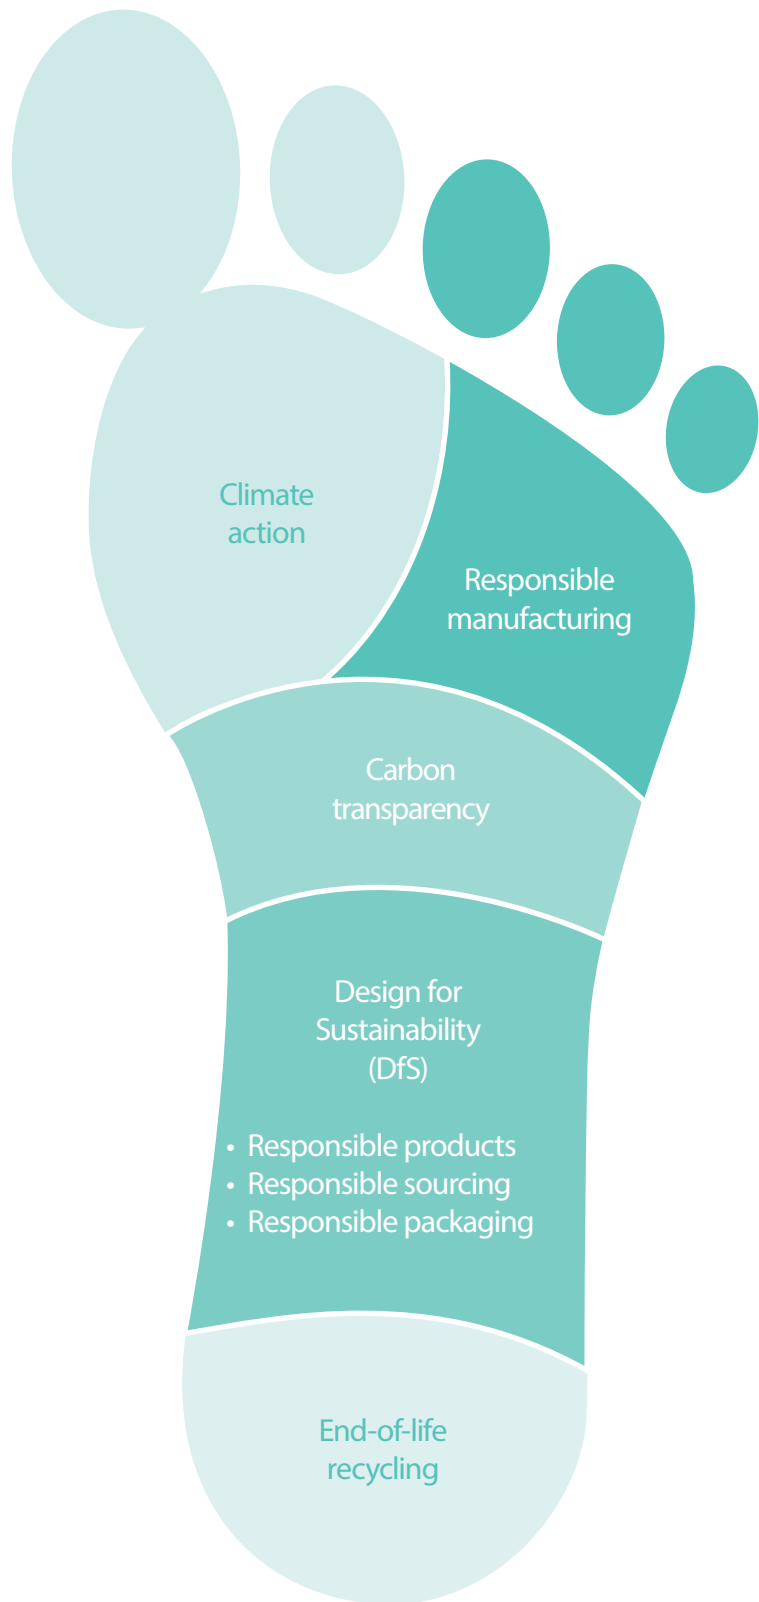 Climate
action
Responsible
manufacturing
Carbon
transparency
Design for
Sustainability
(DfS)
• Responsible products
• Responsible sourcing
• Responsible packaging
End-of-life
recycling